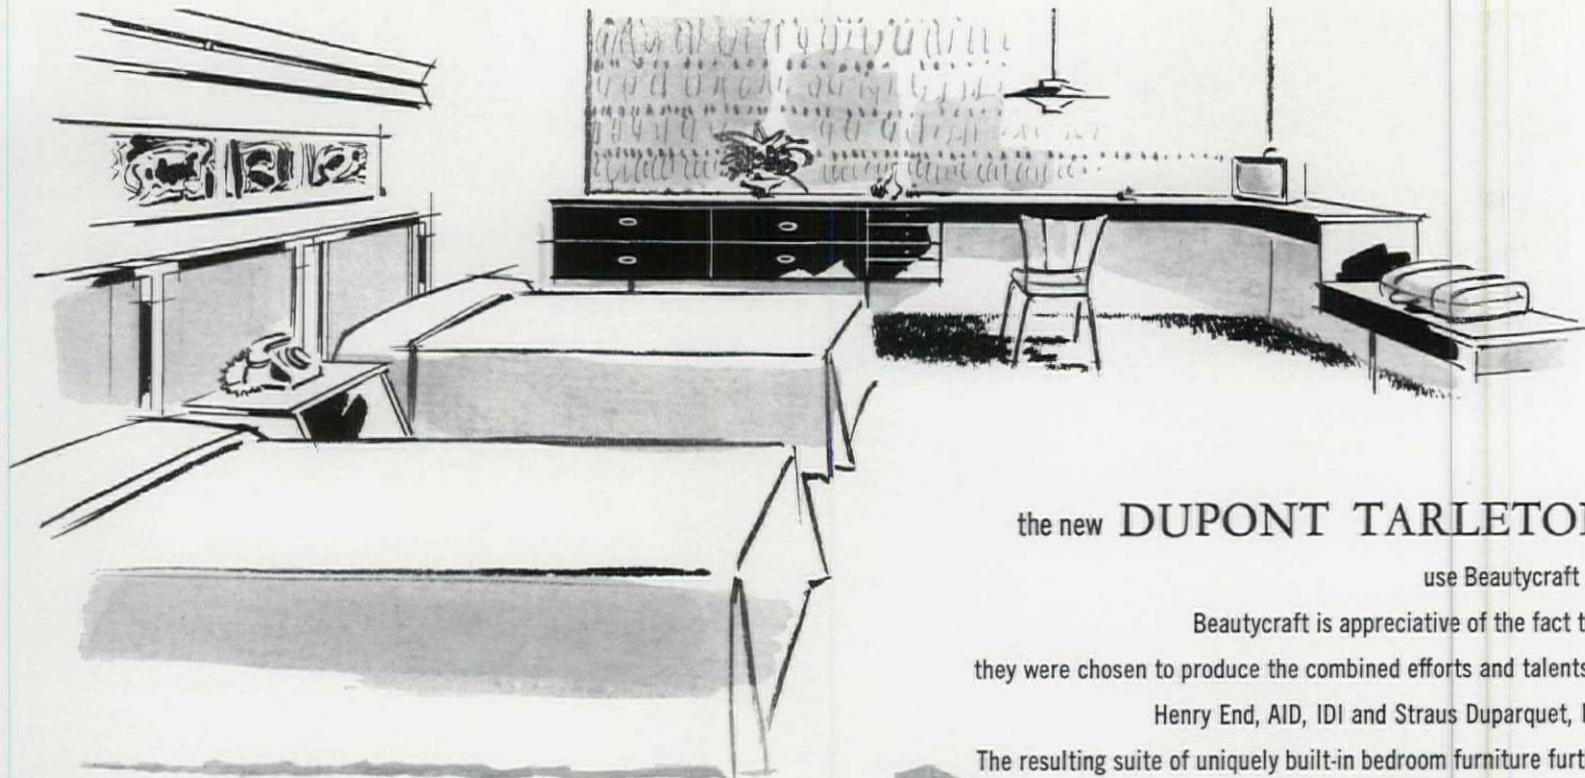 the new DUPONT TARLETO
use Beautycraft
Beautycraft is appreciative of the fact
they were chosen to produce the combined efforts and talents
Henry End, AID, IDI and Straus Duparquet,
The resulting suite of uniquely built-in bedroom furniture